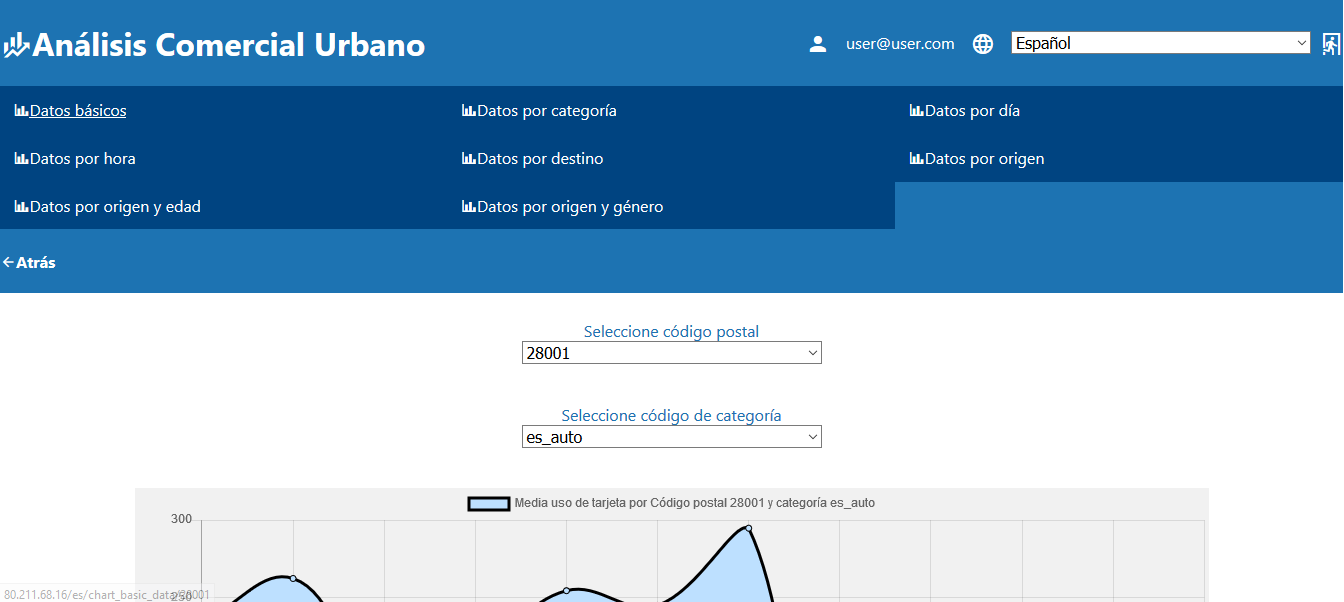 Análisis Comercial Urbano
user@user.com
Español
Datos básicos
Datos por categoría
Datos por día
Datos por hora
Datos por destino
Datos por origen
Datos por origen y edad
Datos por origen y género
Atrás
Seleccione código postal
28001
Seleccione código de categoría
es_auto
Media uso de tarjeta por Código postal 28001 y categoría es_auto
300
250
80.211.68.16/es/chart_basic_data/28001